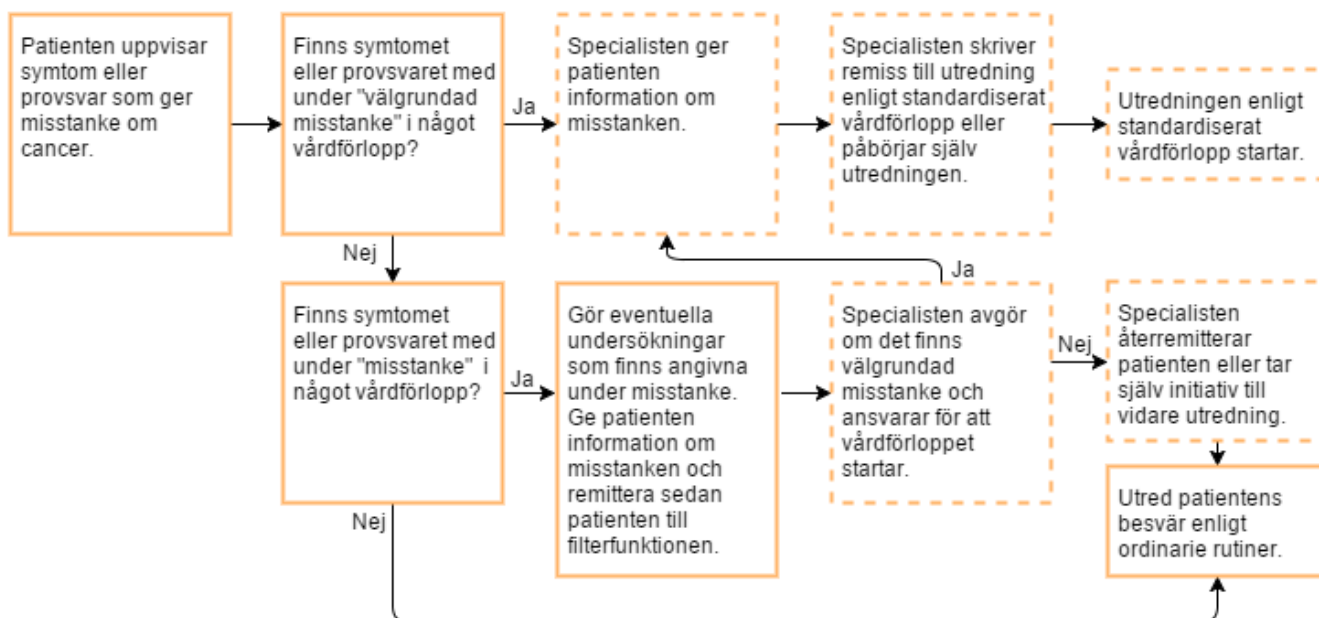 Patienten uppvisar
symtom eller
provsvar som ger
misstanke om
cancer.
Finns symtomet
eller provsvaret med
under "välgrundad
misstanke" i något
vårdförlopp?
Ja
Specialisten ger
patienten
information om
misstanken.
Specialisten skriver
remiss till utredning
enligt standardiserat
vårdförlopp eller
påbörjar själv
utredningen.
Utredningen enligt
standardiserat
vårdförlopp startar.
Nej
Finns symtomet
eller provsvaret med
under "misstanke" i
något vårdförlopp?
Ja
Gör eventuella
undersökningar
som finns angivna
under misstanke.
Ge patienten
information om
misstanken och
remittera sedan
patienten till
filterfunktionen.
Ja
Specialisten avgör
om det finns
välgrundad
misstanke och
ansvarar för att
vårdförloppet
startar.
Nej
Specialisten
återremitterar
patienten eller tar
själv initiativ till
vidare utredning.
Nej
Utred patientens
besvär enligt
ordinarie rutiner.